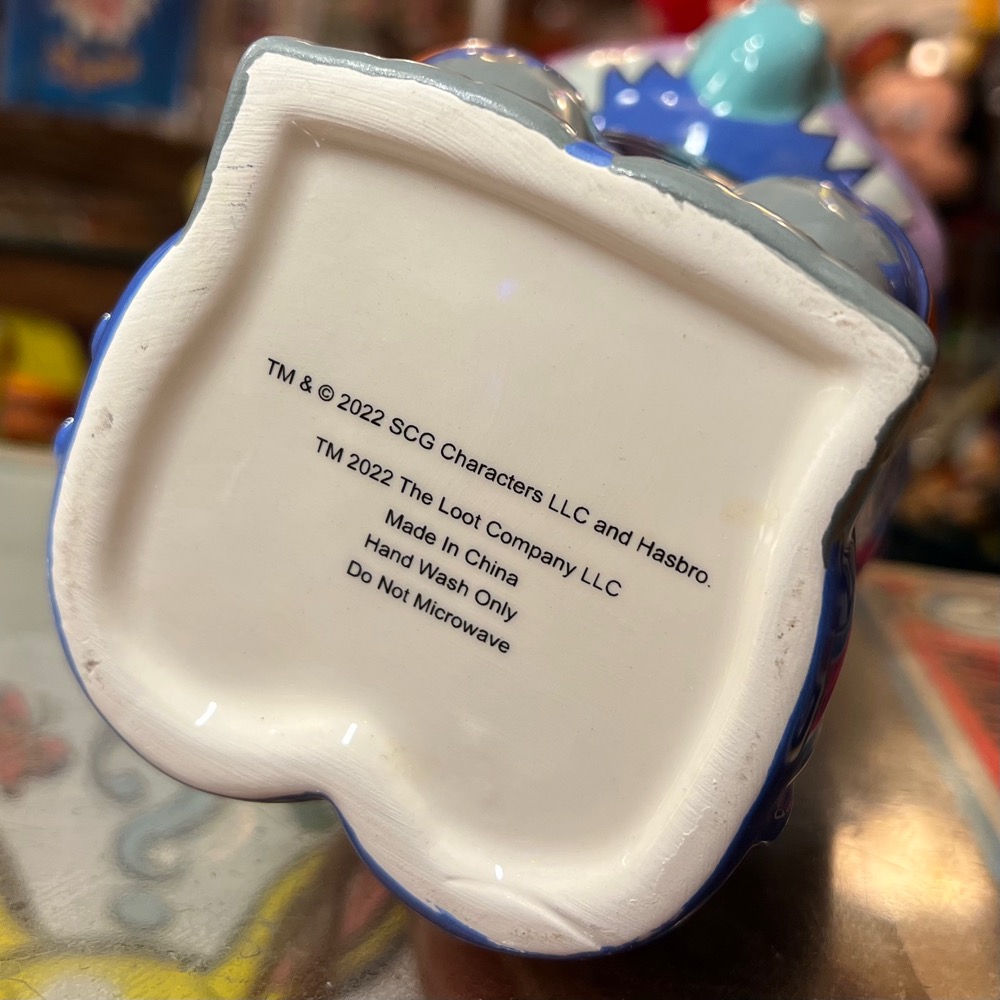 TM & © 2022 SCG Characters LLC and Hasbro.
TM 2022 The Loot Company LLC
Made In China
Hand Wash Only
Do Not Microwave